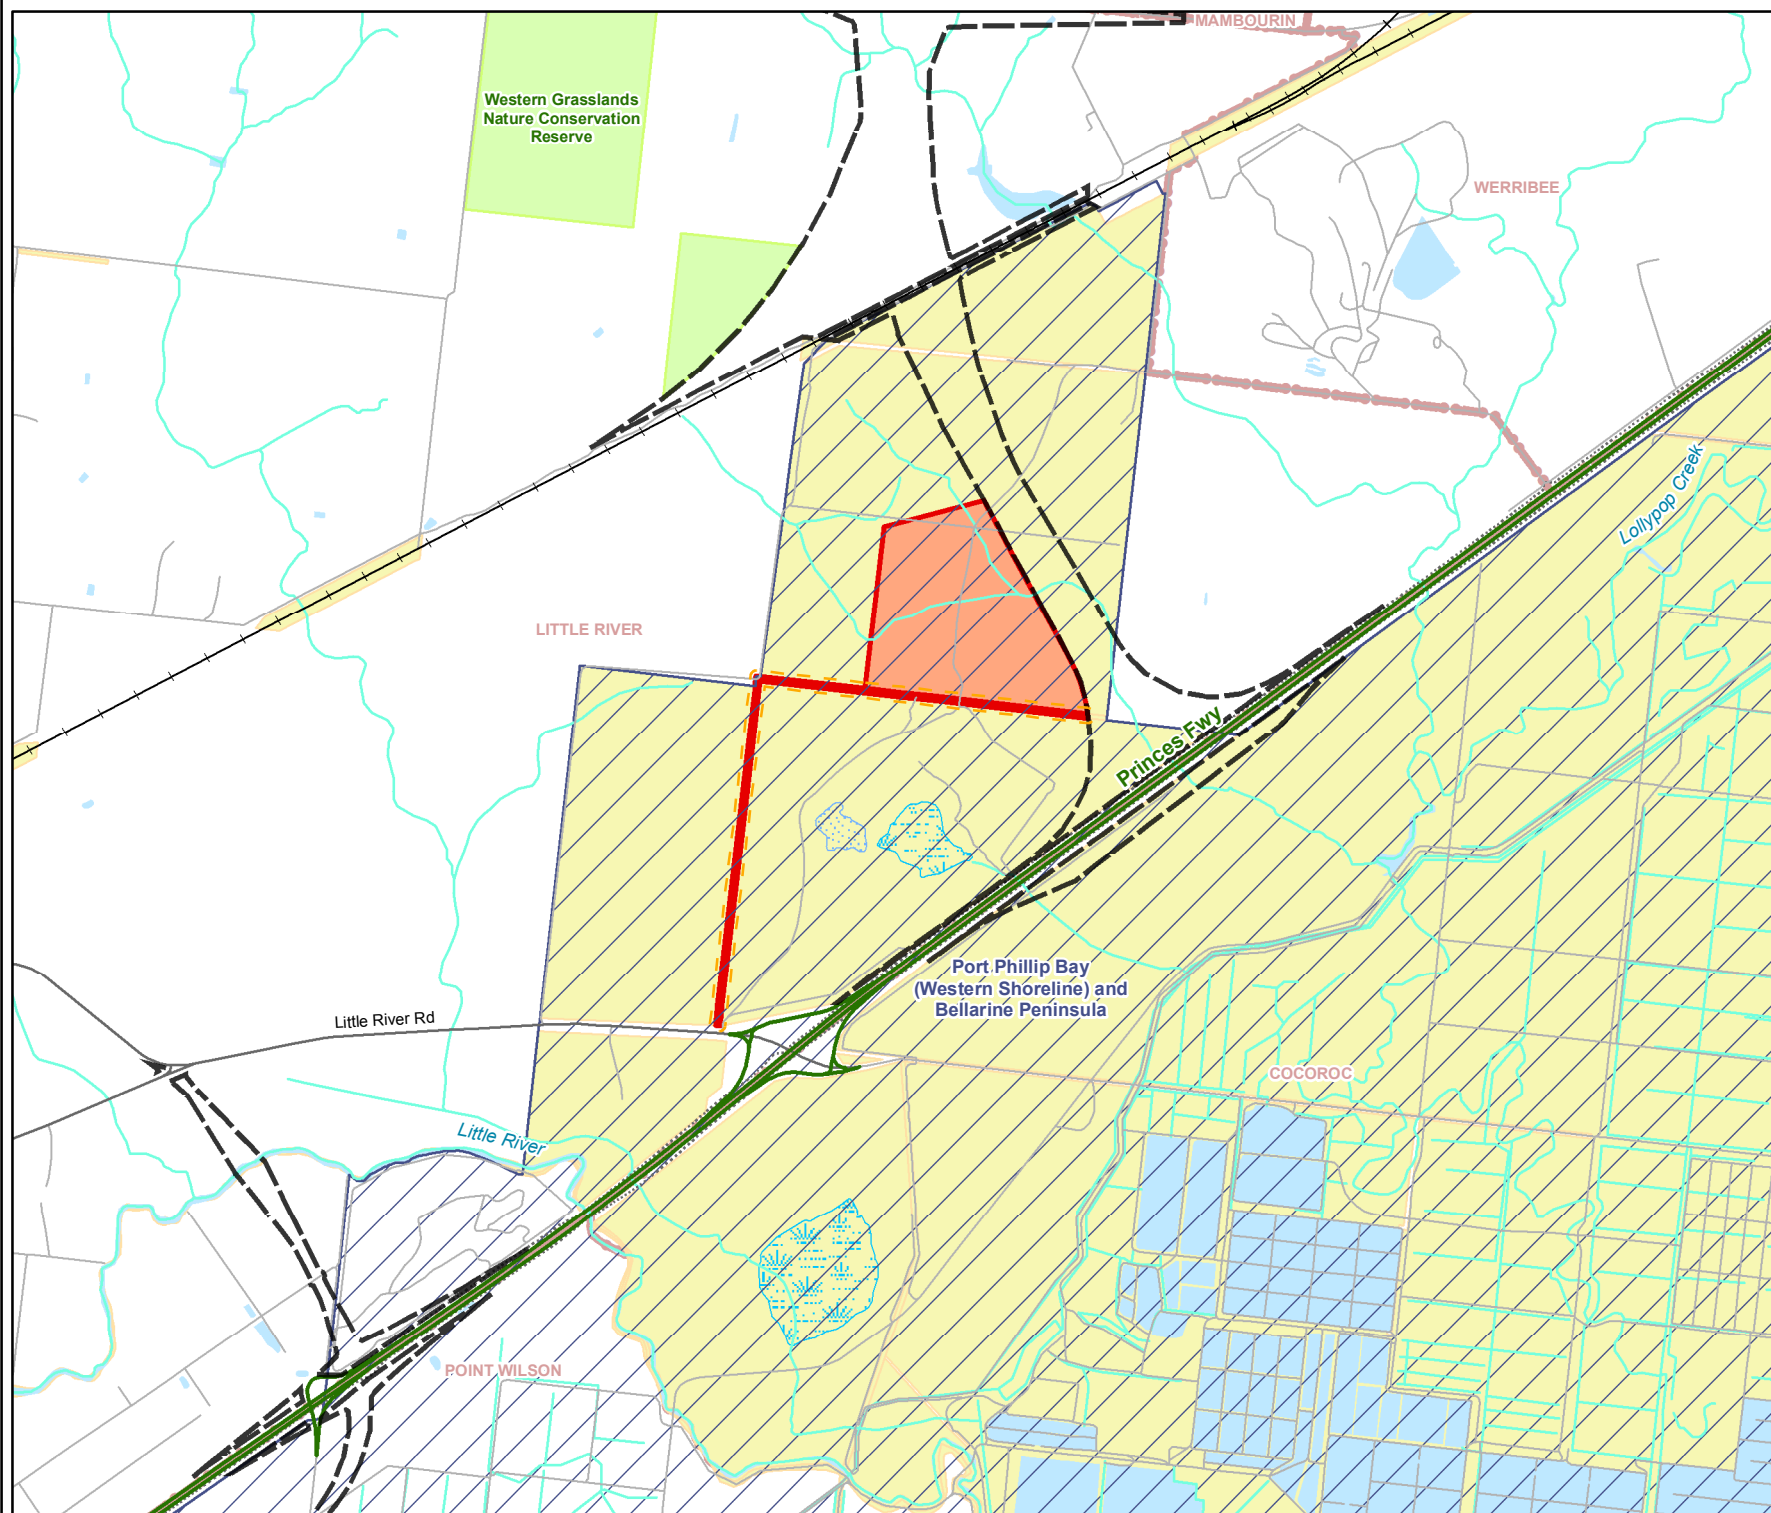 MAMBOURIN
Western Grasslands
Nature Conservation
Reserve
WERRIBEE
Lollypop Creek
LITTLE RIVER
Princes Fwy
Port Phillip Bay
(Western Shoreline) and
Bellarine Peninsula
Little River Rd
COCOROC
Little River
POINT WILSON